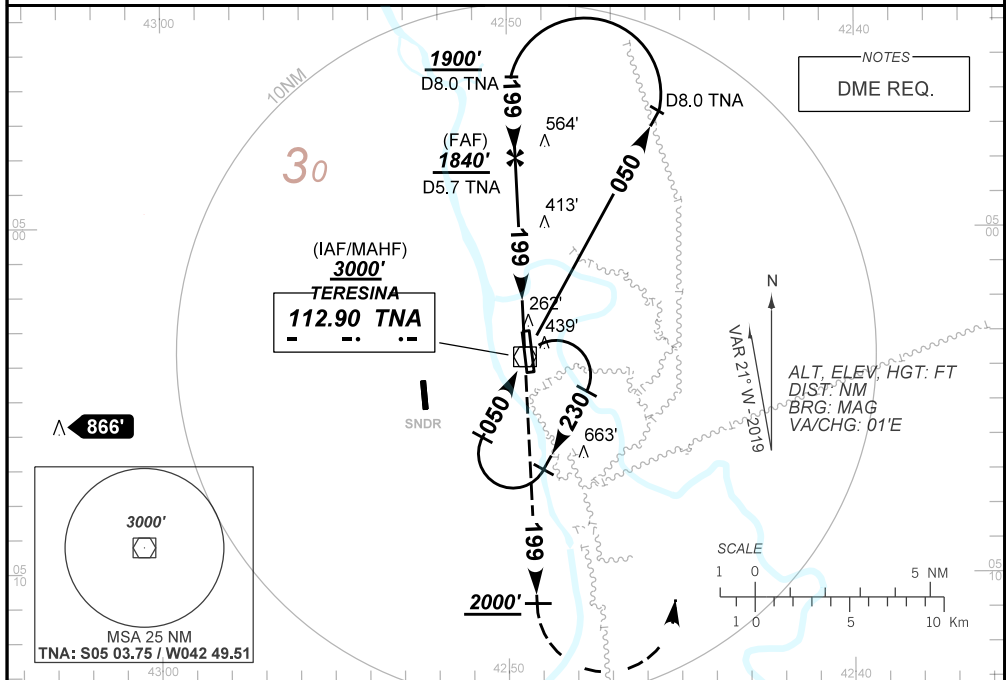 43'00
42'50
42'40
NOTES
DME REQ.
10NM
1900'
D8.0 TNA
199
D8.0 TNA
564'
(FAF)
1840'
D5.7 TNA
30
050
413'
05
00
05
00
(IAF/MAHF)
3000'
TERESINA
112.90 TNA
199
262'
439'
N
VAR 21° W - 2019
ALT, ELEV, HGT: FT
DIST: NM
BRG: MAG
VA/CHG: 01'E
SNDR
050
230
663'
866'
3000'
MSA 25 NM
TNA: S05 03.75 / W042 49.51
199
2000'
SCALE
1 0 5 NM
1 0 5 10 Km
05
10
05
10
43'00
42'50
42'40